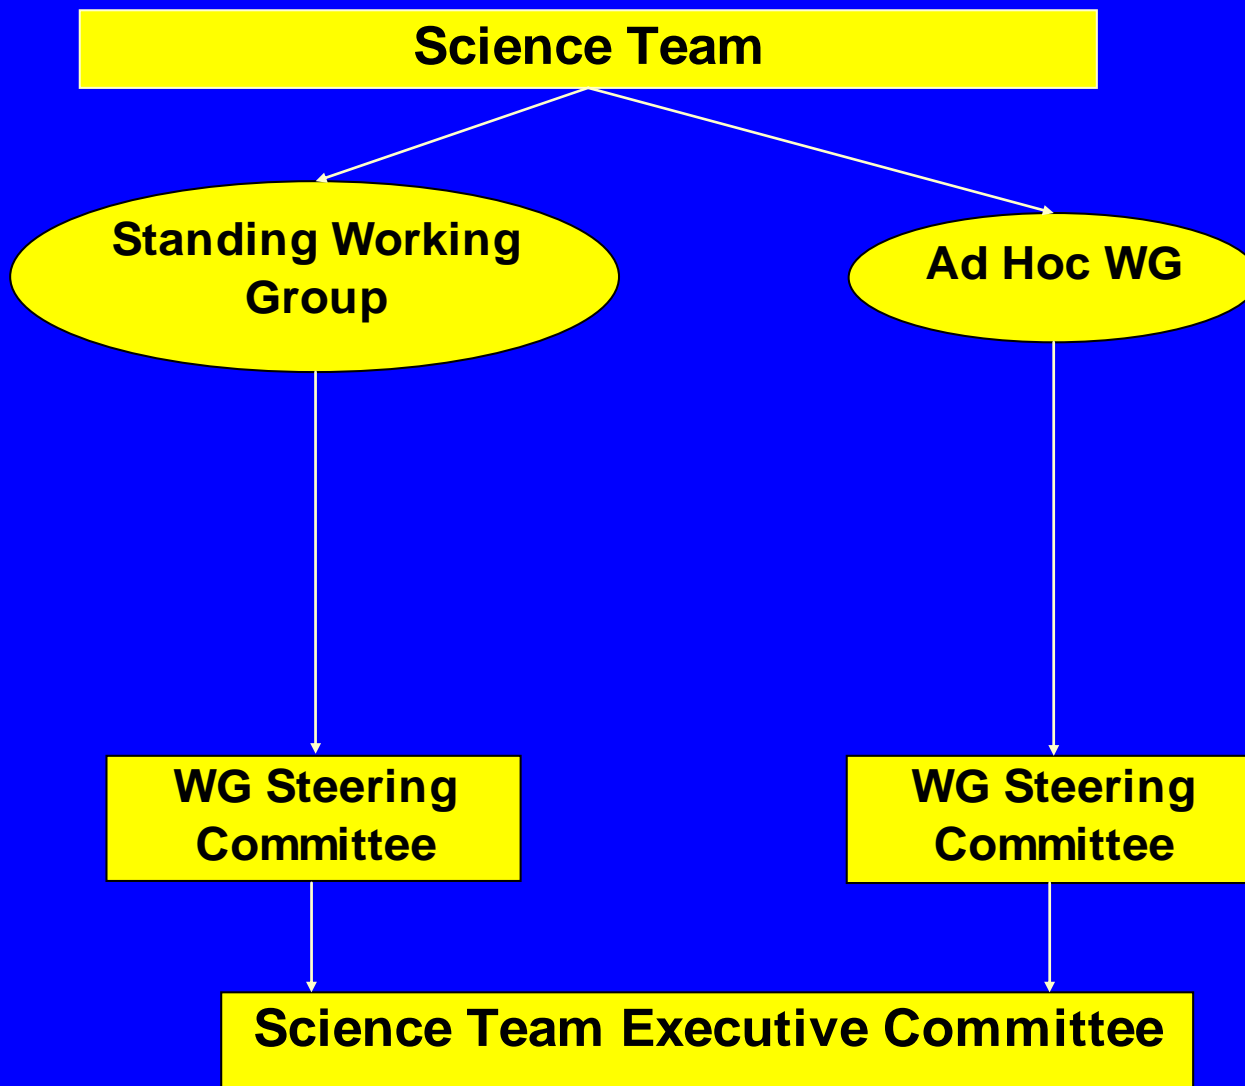 Science Team
Standing Working
Group
Ad Hoc WG
WG Steering
Committee
WG Steering
Committee
Science Team Executive Committee